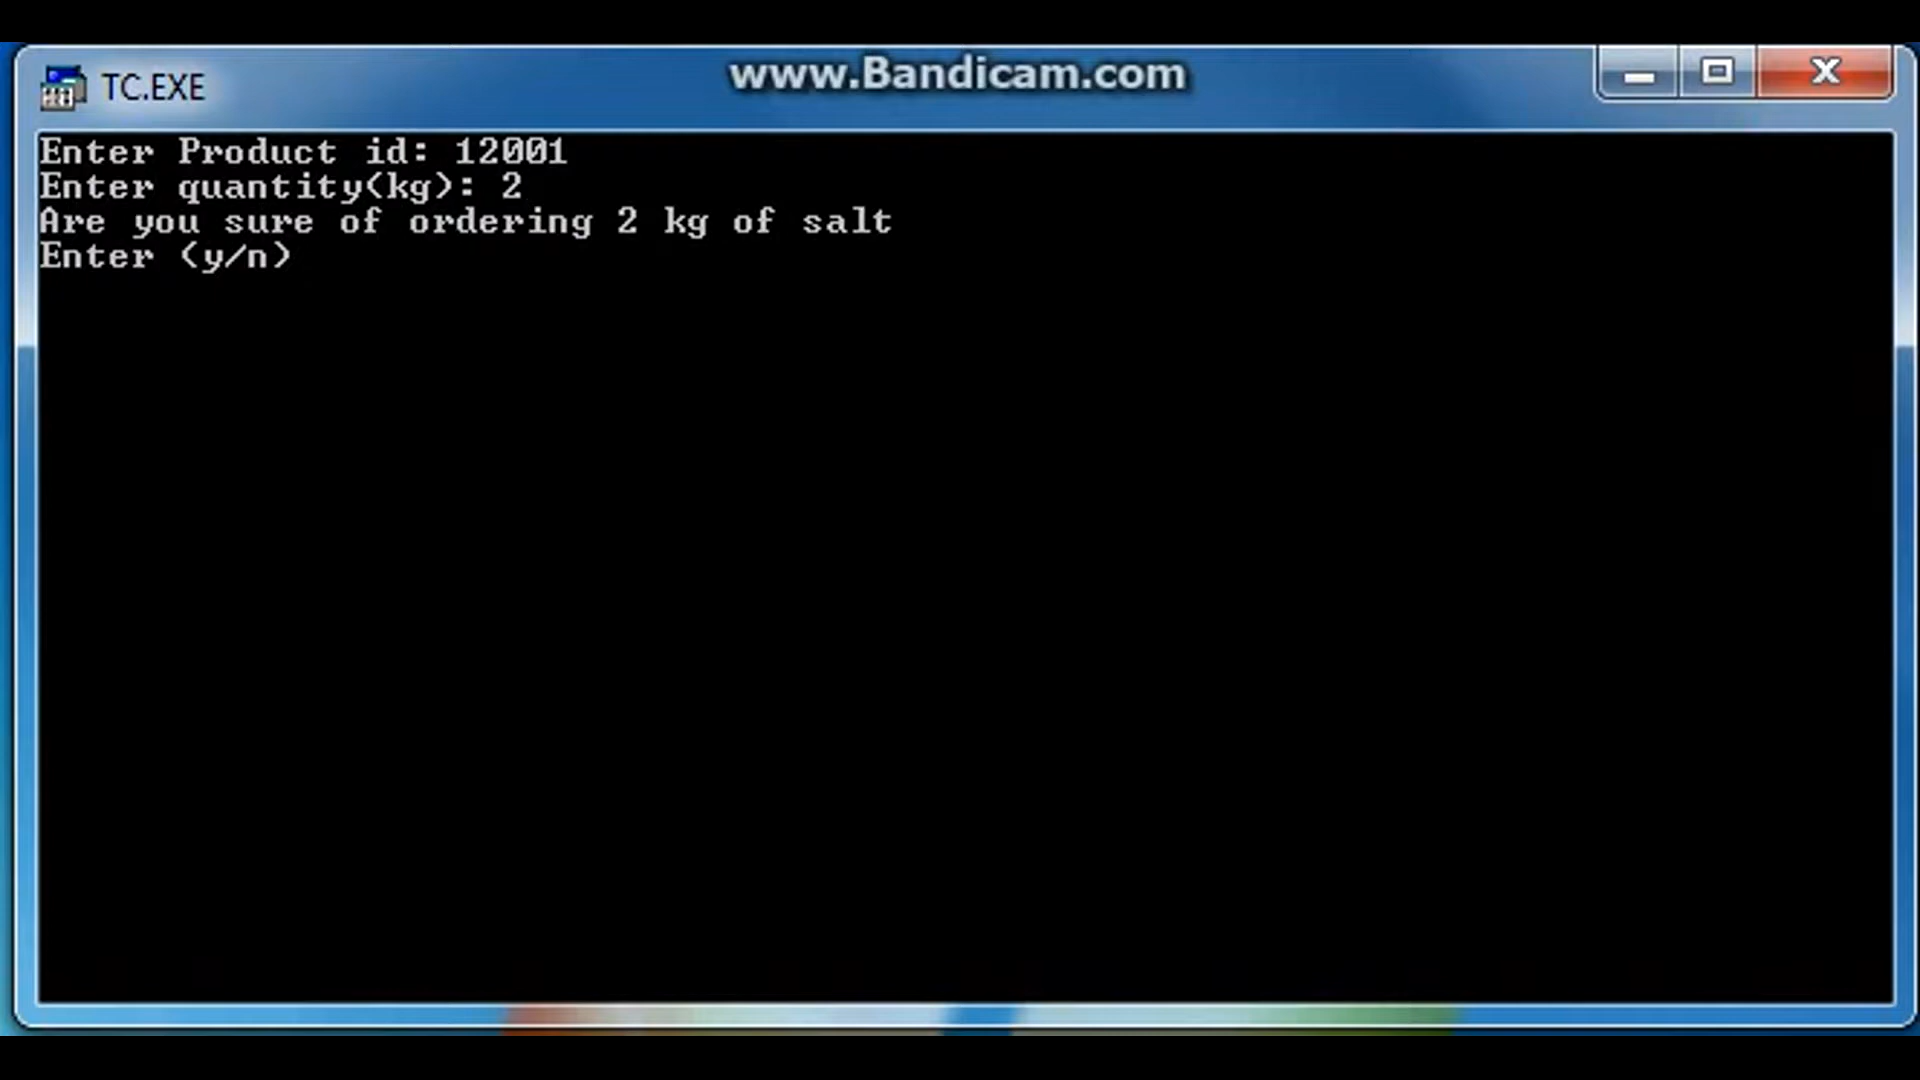 www.Bandicam.com
TC.EXE
Enter Product id: 12001
Enter quantity(kg): 2
Are you sure of ordering 2 kg of salt
Enter (y/n)